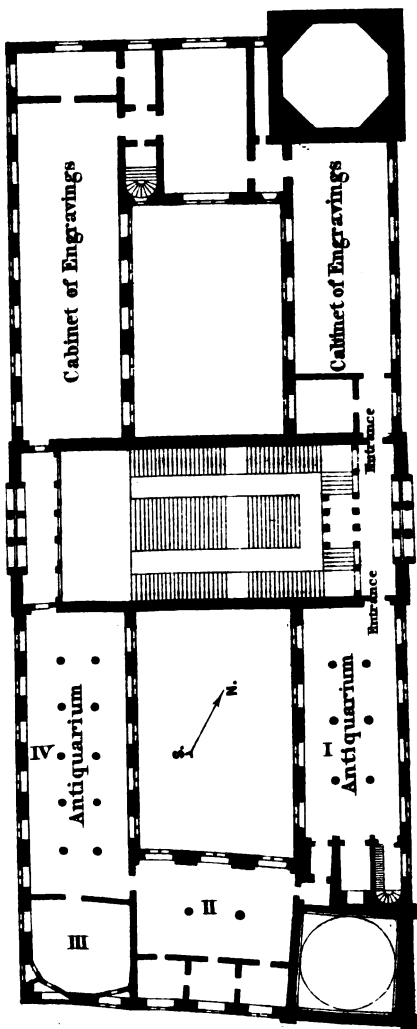 Cabinet of Engravings
Cabinet of Engravings
Entrance
Entrance
S.
N.
IV
Antiquarium
I
Antiquarium
II
III